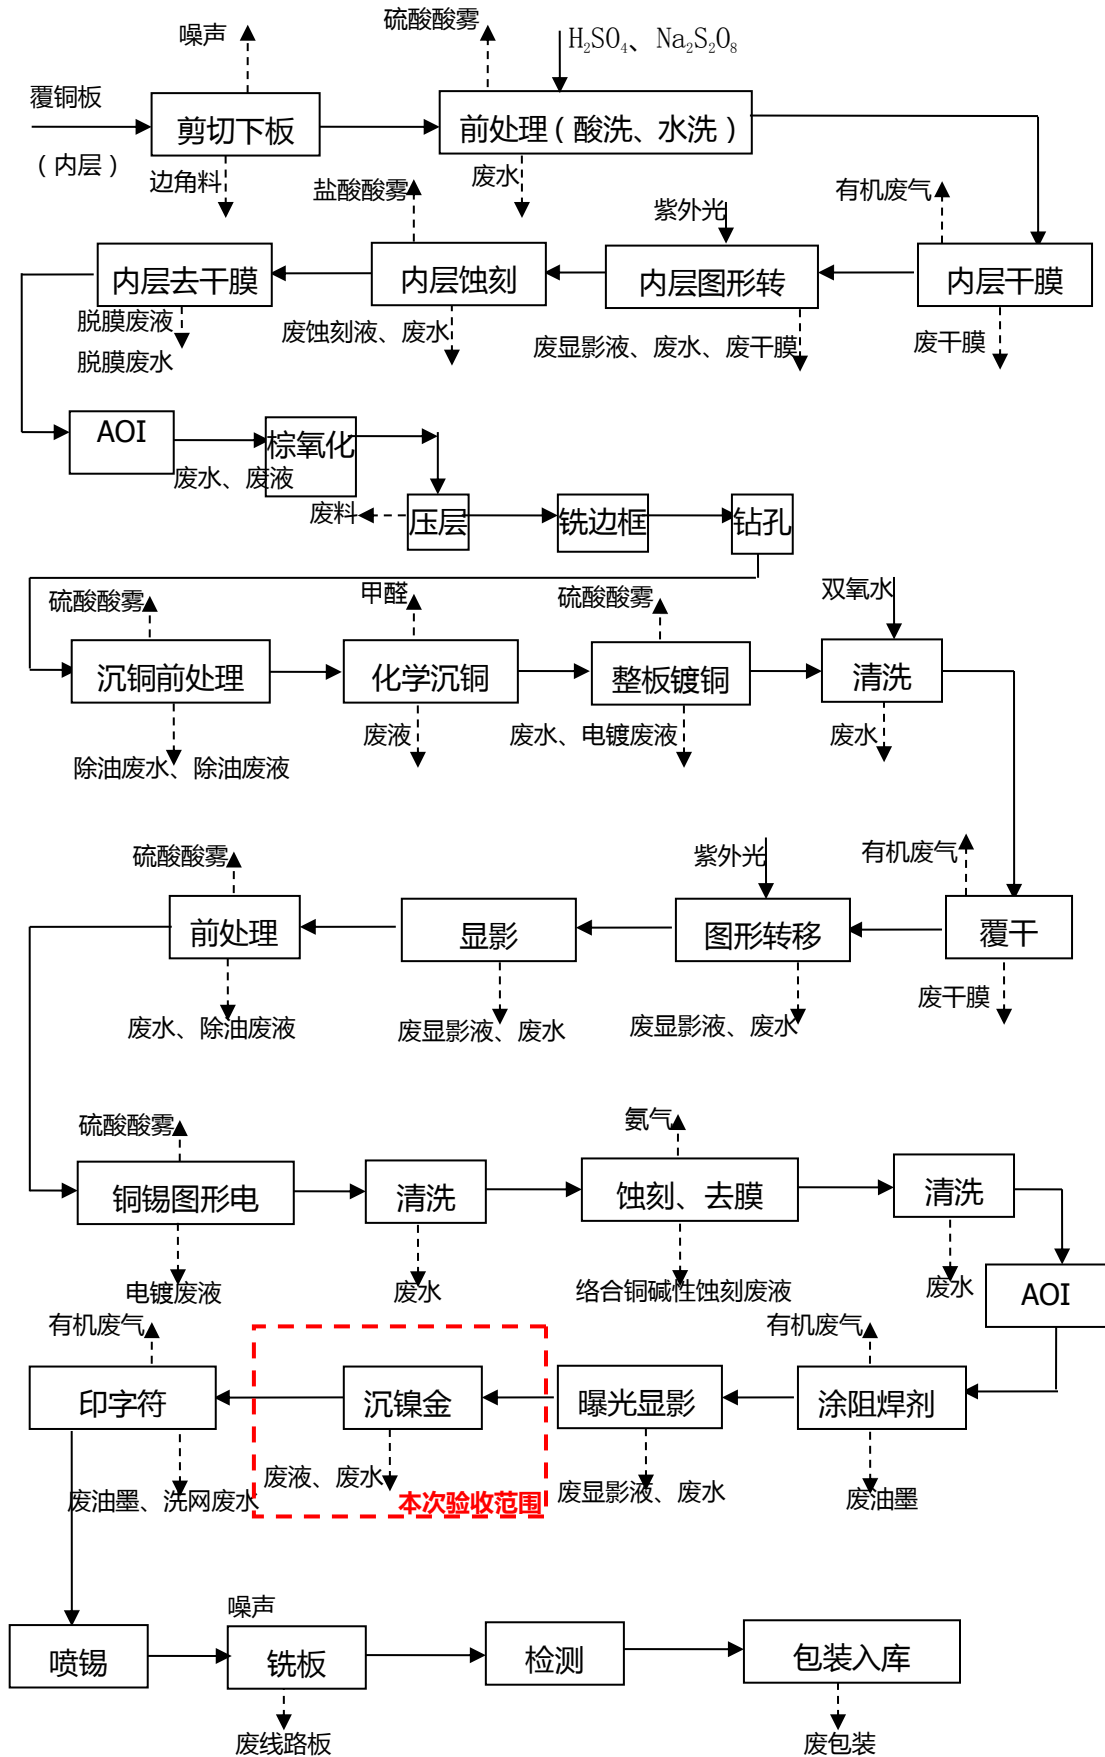 噪声
硫酸酸雾
H₂SO₄、Na₂S₂O₈
覆铜板
（内层）
剪切下板
前处理（酸洗、水洗）
边角料
废水
盐酸酸雾
紫外光
有机废气
内层去干膜
内层蚀刻
内层图形转
内层干膜
脱膜废液
脱膜废水
废蚀刻液、废水
废显影液、废水、废干膜
废干膜
AOI
棕氧化
废水、废液
废料
压层
铣边框
钻孔
硫酸酸雾
甲醛
硫酸酸雾
双氧水
沉铜前处理
化学沉铜
整板镀铜
清洗
除油废水、除油废液
废液
废水、电镀废液
废水
硫酸酸雾
紫外光
有机废气
前处理
显影
图形转移
覆干
废水、除油废液
废显影液、废水
废显影液、废水
废干膜
硫酸酸雾
氨气
铜锡图形电
清洗
蚀刻、去膜
清洗
电镀废液
废水
络合铜碱性蚀刻废液
废水
AOI
有机废气
有机废气
印字符
沉镍金
曝光显影
涂阻焊剂
废油墨、洗网废水
废液、废水
本次验收范围
废显影液、废水
废油墨
噪声
喷锡
铣板
检测
包装入库
废线路板
废包装